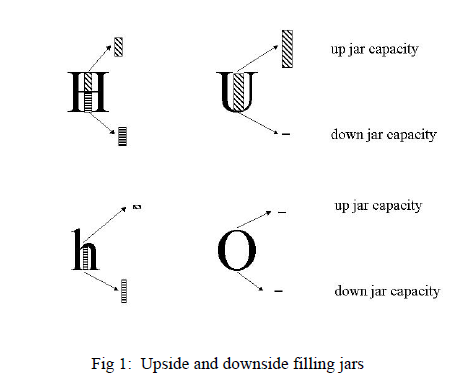 H U up jar capacity
down jar capacity
h O up jar capacity
down jar capacity
Fig 1: Upside and downside filling jars